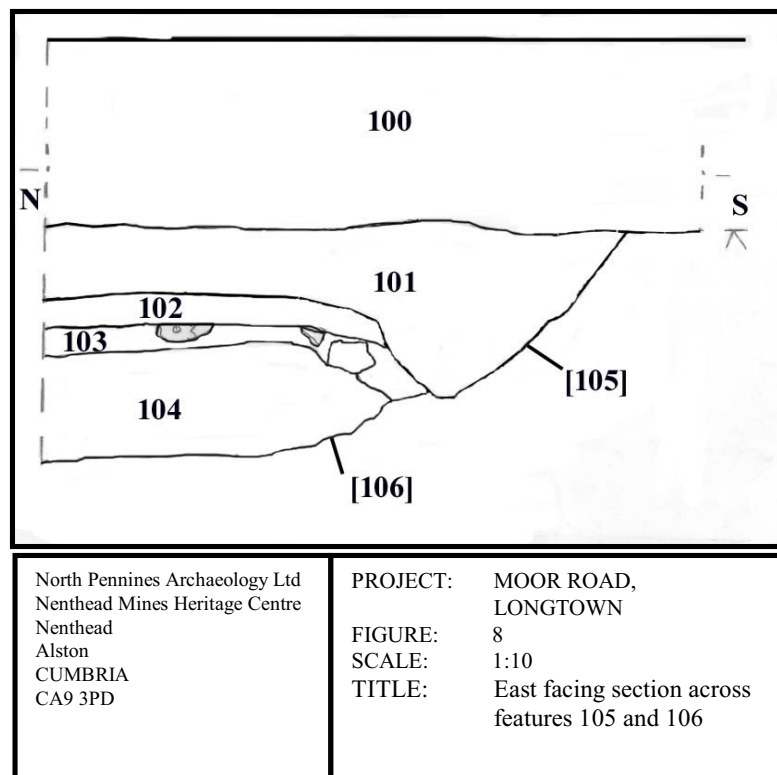 100
N
S
101
102
103
[105]
104
[106]
North Pennines Archaeology Ltd
Nenthead Mines Heritage Centre
Nenthead
Alston
CUMBRIA
CA9 3PD
PROJECT: MOOR ROAD,
LONGTOWN
FIGURE: 8
SCALE: 1:10
TITLE: East facing section across
features 105 and 106